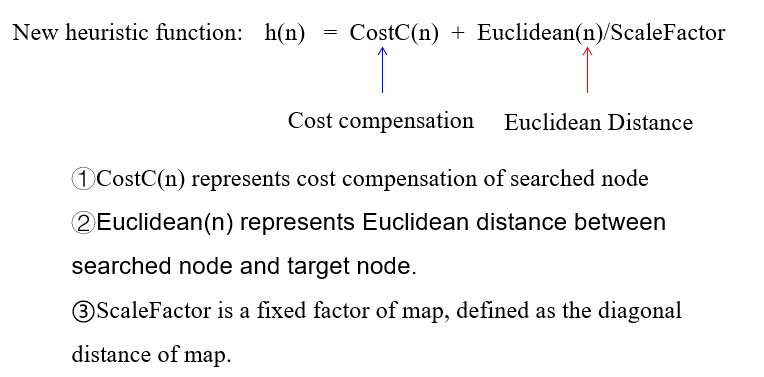 New heuristic function: h(n) = CostC(n) + Euclidean(n)/ScaleFactor
Cost compensation Euclidean Distance
①CostC(n) represents cost compensation of searched node
②Euclidean(n) represents Euclidean distance between
searched node and target node.
③ScaleFactor is a fixed factor of map, defined as the diagonal
distance of map.